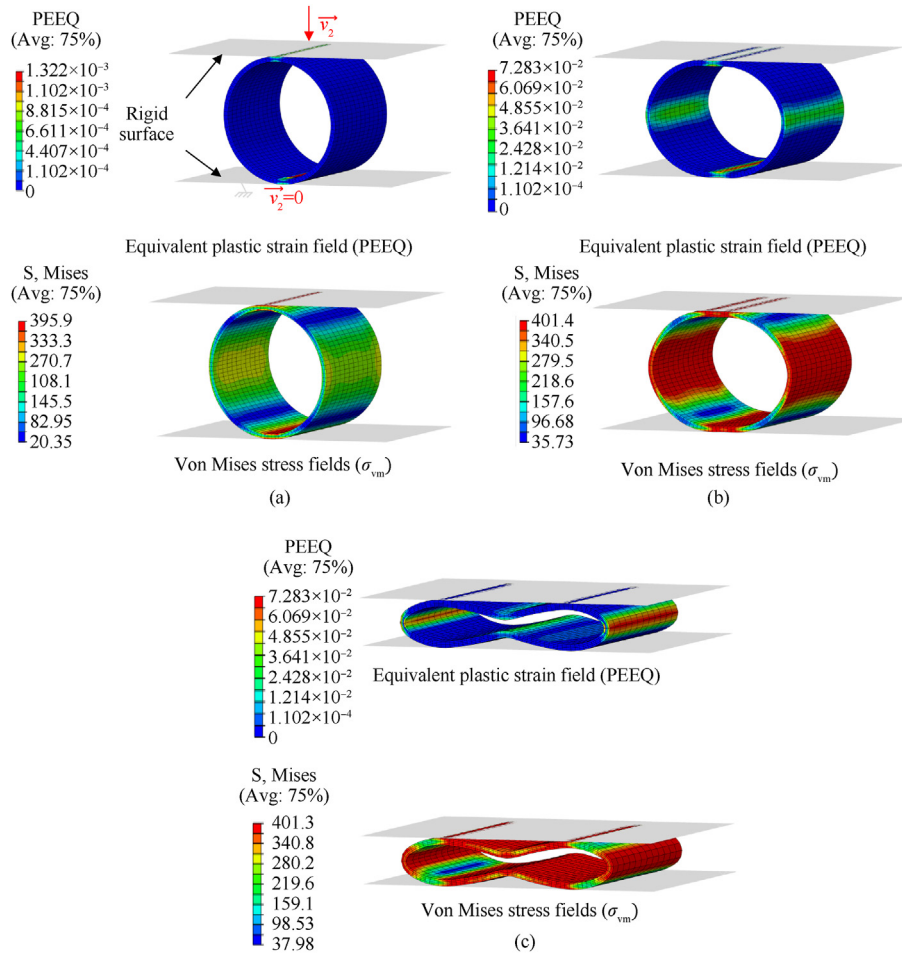 PEEQ
(Avg: 75%)
1.322×10⁻³
1.102×10⁻³
8.815×10⁻⁴
6.611×10⁻⁴
4.407×10⁻⁴
1.102×10⁻⁴
0
Rigid
surface
v₂
v₂=0
Equivalent plastic strain field (PEEQ)
S, Mises
(Avg: 75%)
395.9
333.3
270.7
108.1
145.5
82.95
20.35
Von Mises stress fields (σvm)
(a)
PEEQ
(Avg: 75%)
7.283×10⁻²
6.069×10⁻²
4.855×10⁻²
3.641×10⁻²
2.428×10⁻²
1.214×10⁻²
1.102×10⁻⁴
0
Equivalent plastic strain field (PEEQ)
S, Mises
(Avg: 75%)
401.4
340.5
279.5
218.6
157.6
96.68
35.73
Von Mises stress fields (σvm)
(b)
PEEQ
(Avg: 75%)
7.283×10⁻²
6.069×10⁻²
4.855×10⁻²
3.641×10⁻²
2.428×10⁻²
1.214×10⁻²
1.102×10⁻⁴
0
Equivalent plastic strain field (PEEQ)
S, Mises
(Avg: 75%)
401.3
340.8
280.2
219.6
159.1
98.53
37.98
Von Mises stress fields (σvm)
(c)